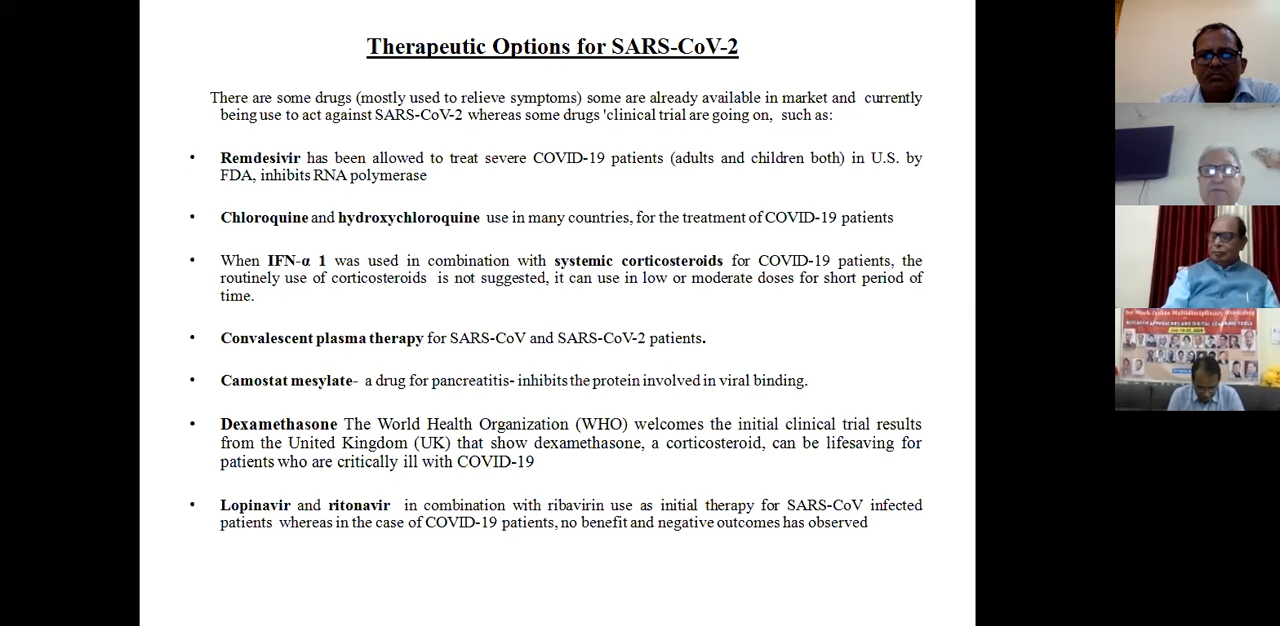 Therapeutic Options for SARS-CoV-2
There are some drugs (mostly used to relieve symptoms) some are already available in market and currently
being use to act against SARS-CoV-2 whereas some drugs 'clinical trial are going on, such as:
• Remdesivir has been allowed to treat severe COVID-19 patients (adults and children both) in U.S. by
FDA, inhibits RNA polymerase
• Chloroquine and hydroxychloroquine use in many countries, for the treatment of COVID-19 patients
• When IFN-α 1 was used in combination with systemic corticosteroids for COVID-19 patients, the
routinely use of corticosteroids is not suggested, it can use in low or moderate doses for short period of
time.
• Convalescent plasma therapy for SARS-CoV and SARS-CoV-2 patients.
• Camostat mesylate- a drug for pancreatitis- inhibits the protein involved in viral binding.
• Dexamethasone The World Health Organization (WHO) welcomes the initial clinical trial results
from the United Kingdom (UK) that show dexamethasone, a corticosteroid, can be lifesaving for
patients who are critically ill with COVID-19
• Lopinavir and ritonavir in combination with ribavirin use as initial therapy for SARS-CoV infected
patients whereas in the case of COVID-19 patients, no benefit and negative outcomes has observed
Week Online Multidisciplinary Workshop
RESEARCH APPROACHES AND DIGITAL LEARNING TOOLS